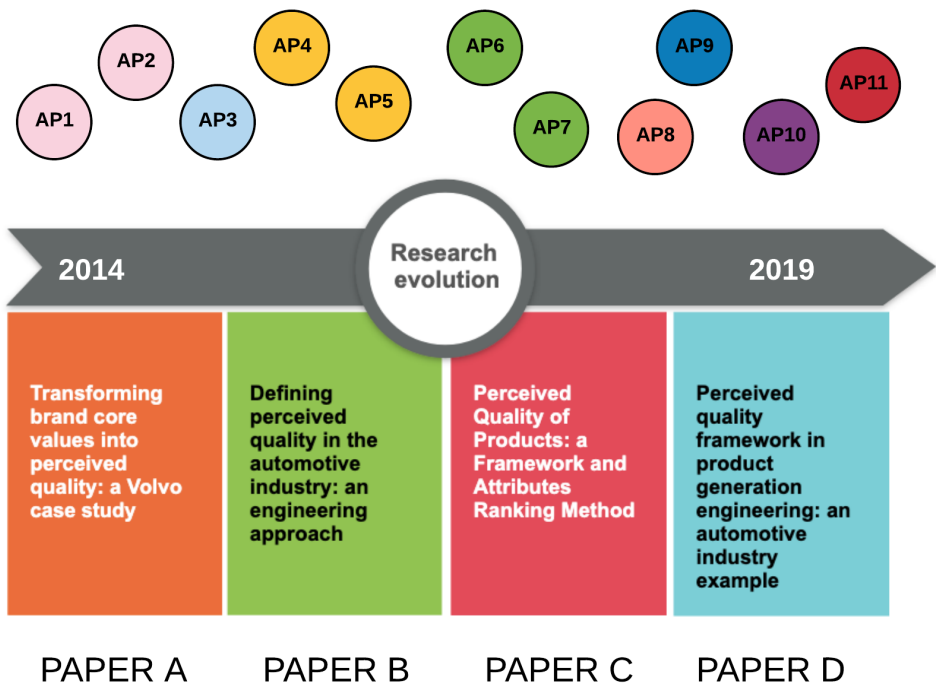 AP1
AP2
AP3
AP4
AP5
AP6
AP7
AP8
AP9
AP10
AP11
2014
Research
evolution
2019
Transforming
brand core
values into
perceived
quality: a Volvo
case study
Defining
perceived
quality in the
automotive
industry: an
engineering
approach
Perceived
Quality of
Products: a
Framework and
Attributes
Ranking Method
Perceived
quality
framework in
product
generation
engineering: an
automotive
industry
example
PAPER A
PAPER B
PAPER C
PAPER D